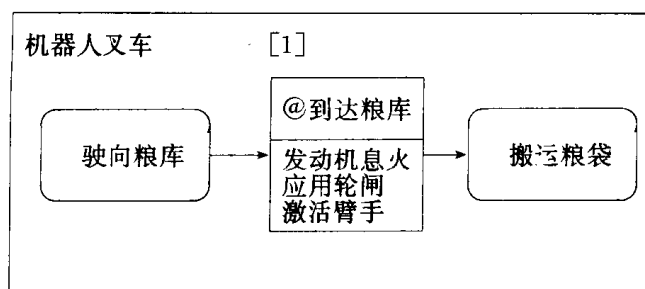 机器人叉车 [1]
@到达粮库
驶向粮库
发动机息火
应用轮闸
激活臂手
搬运粮袋